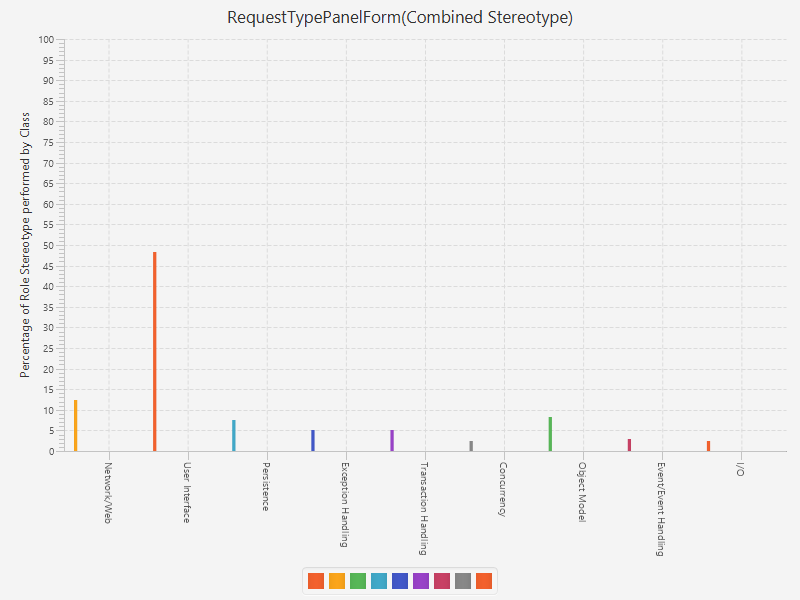 RequestTypePanelForm(Combined Stereotype)
Percentage of Role Stereotype performed by Class
100
95
90
85
80
75
70
65
60
55
50
45
40
35
30
25
20
15
10
5
0
Network/Web
User Interface
Persistence
Exception Handling
Transaction Handling
Concurrency
Object Model
Event/Event Handling
I/O